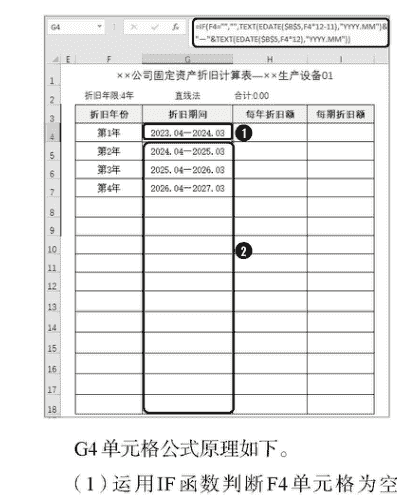 G4
=IF(F4="","",TEXT(EDATE($B$5,F4*12-11),"YYYY.MM")&
"—"&TEXT(EDATE($B$5,F4*12),"YYYY.MM"))
E F G H I
1 ××公司固定资产折旧计算表—××生产设备01
2 折旧年限:4年 直线法 合计:0.00
3 折旧年份 折旧期间 每年折旧额 每期折旧额
4 第1年 2023.04—2024.03 ❶
5 第2年 2024.04—2025.03
6 第3年 2025.04—2026.03
7 第4年 2026.04—2027.03
8
9
10 ❷
11
12
13
14
15
16
17
18
G4单元格公式原理如下。
(1)运用IF函数判断F4单元格为空